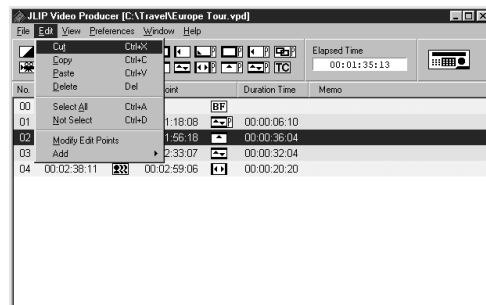 JLIP Video Producer [C:\Travel\Europe Tour.vpd]
File Edit View Preferences Window Help
Cut Ctrl+X
Copy Ctrl+C
Paste Ctrl+V
Delete Del
Select All Ctrl+A
Not Select Ctrl+D
Modify Edit Points
Add
P P P P
P P P TC
Elapsed Time
00:01:35:13
No. oint Duration Time Memo
00 BF
01 1:18:08 P 00:00:06:10
02 1:56:18 00:00:36:04
03 2:33:07 00:00:32:04
04 00:02:38:11 00:02:59:06 00:00:20:20